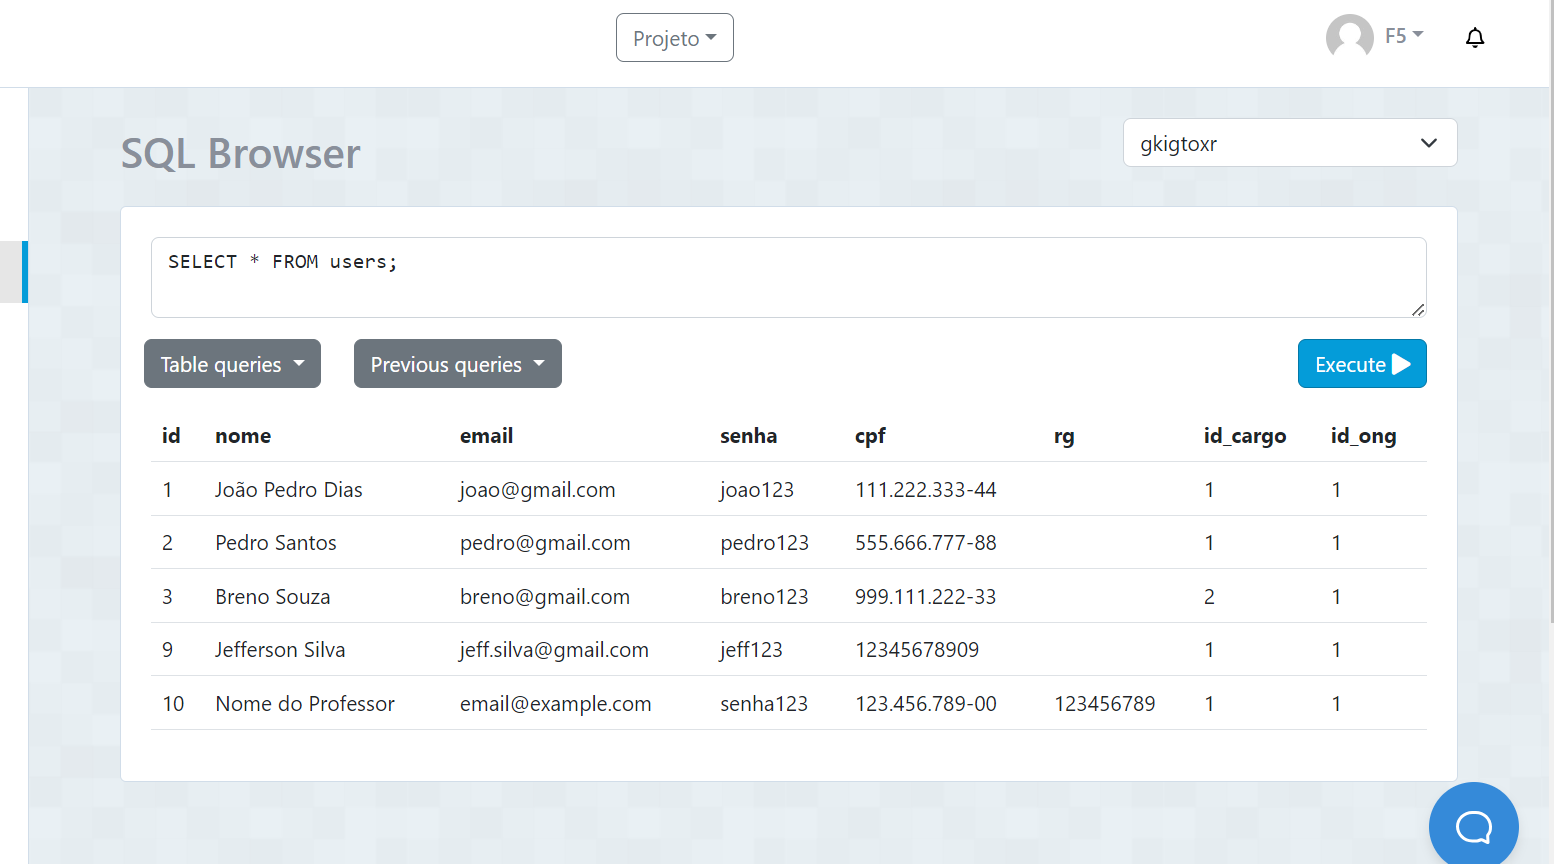 Projeto
F5
SQL Browser
gkigtoxr
SELECT * FROM users;
Table queries
Previous queries
Execute
id nome email senha cpf rg id_cargo id_ong
1 João Pedro Dias joao@gmail.com joao123 111.222.333-44 1 1
2 Pedro Santos pedro@gmail.com pedro123 555.666.777-88 1 1
3 Breno Souza breno@gmail.com breno123 999.111.222-33 2 1
9 Jefferson Silva jeff.silva@gmail.com jeff123 12345678909 1 1
10 Nome do Professor email@example.com senha123 123.456.789-00 123456789 1 1